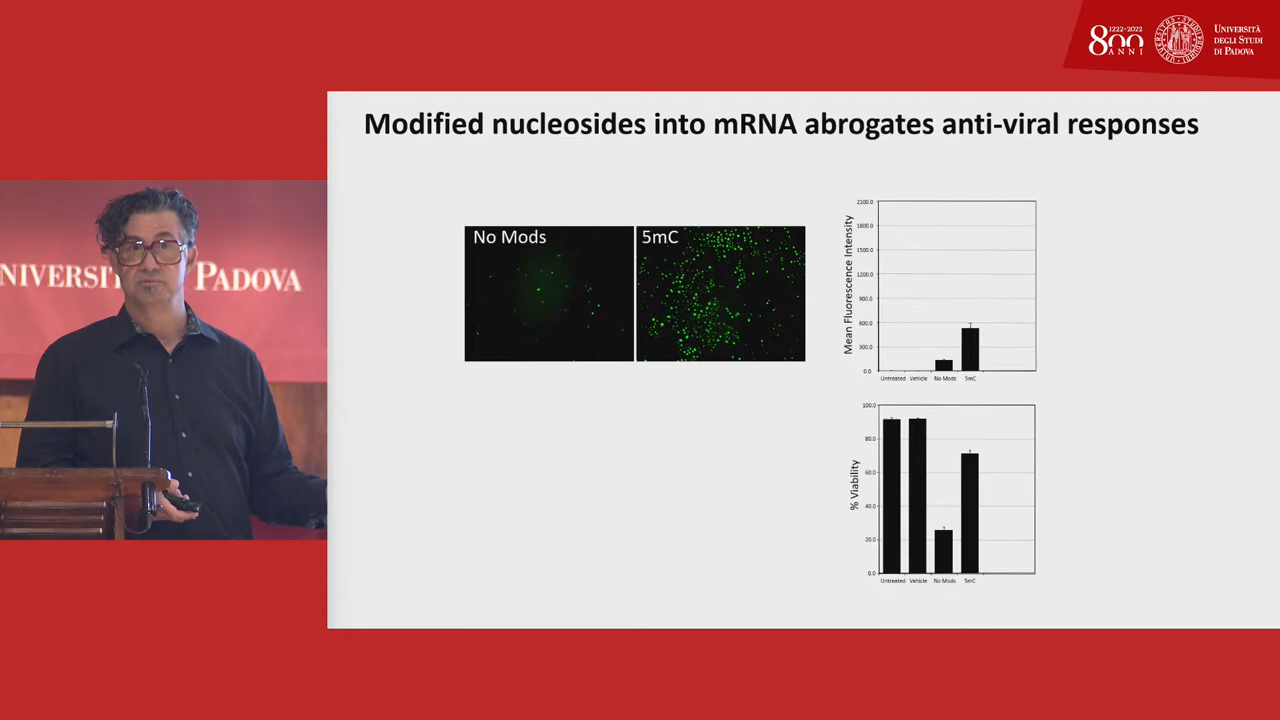 1222-2022
800
ANNI
UNIVERSITÀ
DEGLI STUDI
DI PADOVA
Modified nucleosides into mRNA abrogates anti-viral responses
NIVERSIT
PADOVA
No Mods
5mC
Mean Fluorescence Intensity
2100.0
1800.0
1500.0
1200.0
900.0
600.0
300.0
0.0
Untreated Vehicle No Mods 5mC
% Viability
100.0
80.0
60.0
40.0
20.0
0.0
Untreated Vehicle No Mods 5mC